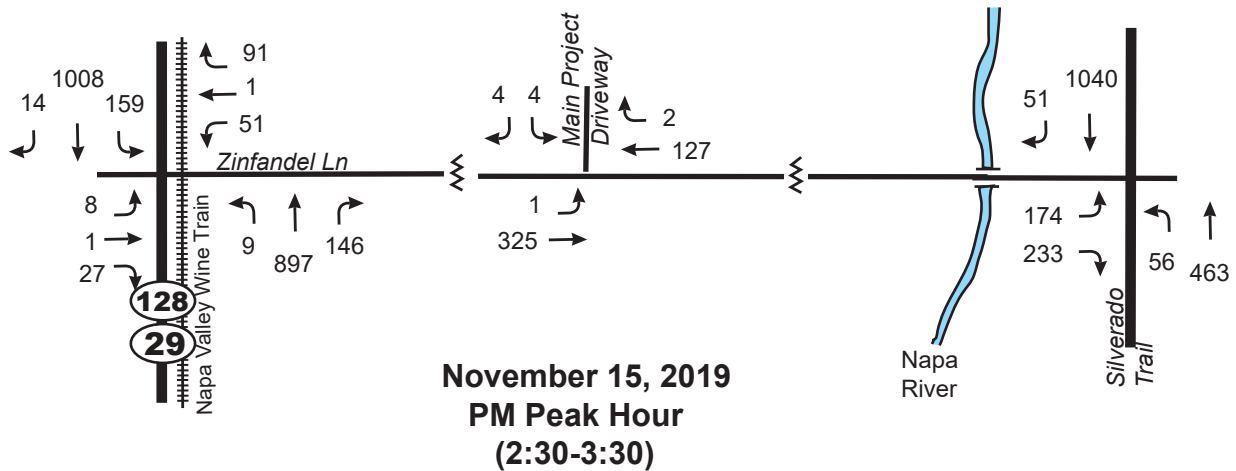 91
1008
1
14
159
51
Zinfandel Ln
8
1
27
9
897
146
128
29
Napa Valley Wine Train
4
4
Main Project
Driveway
2
127
1
325
51
1040
174
233
56
463
Napa
River
Silverado
Trail
November 15, 2019
PM Peak Hour
(2:30-3:30)